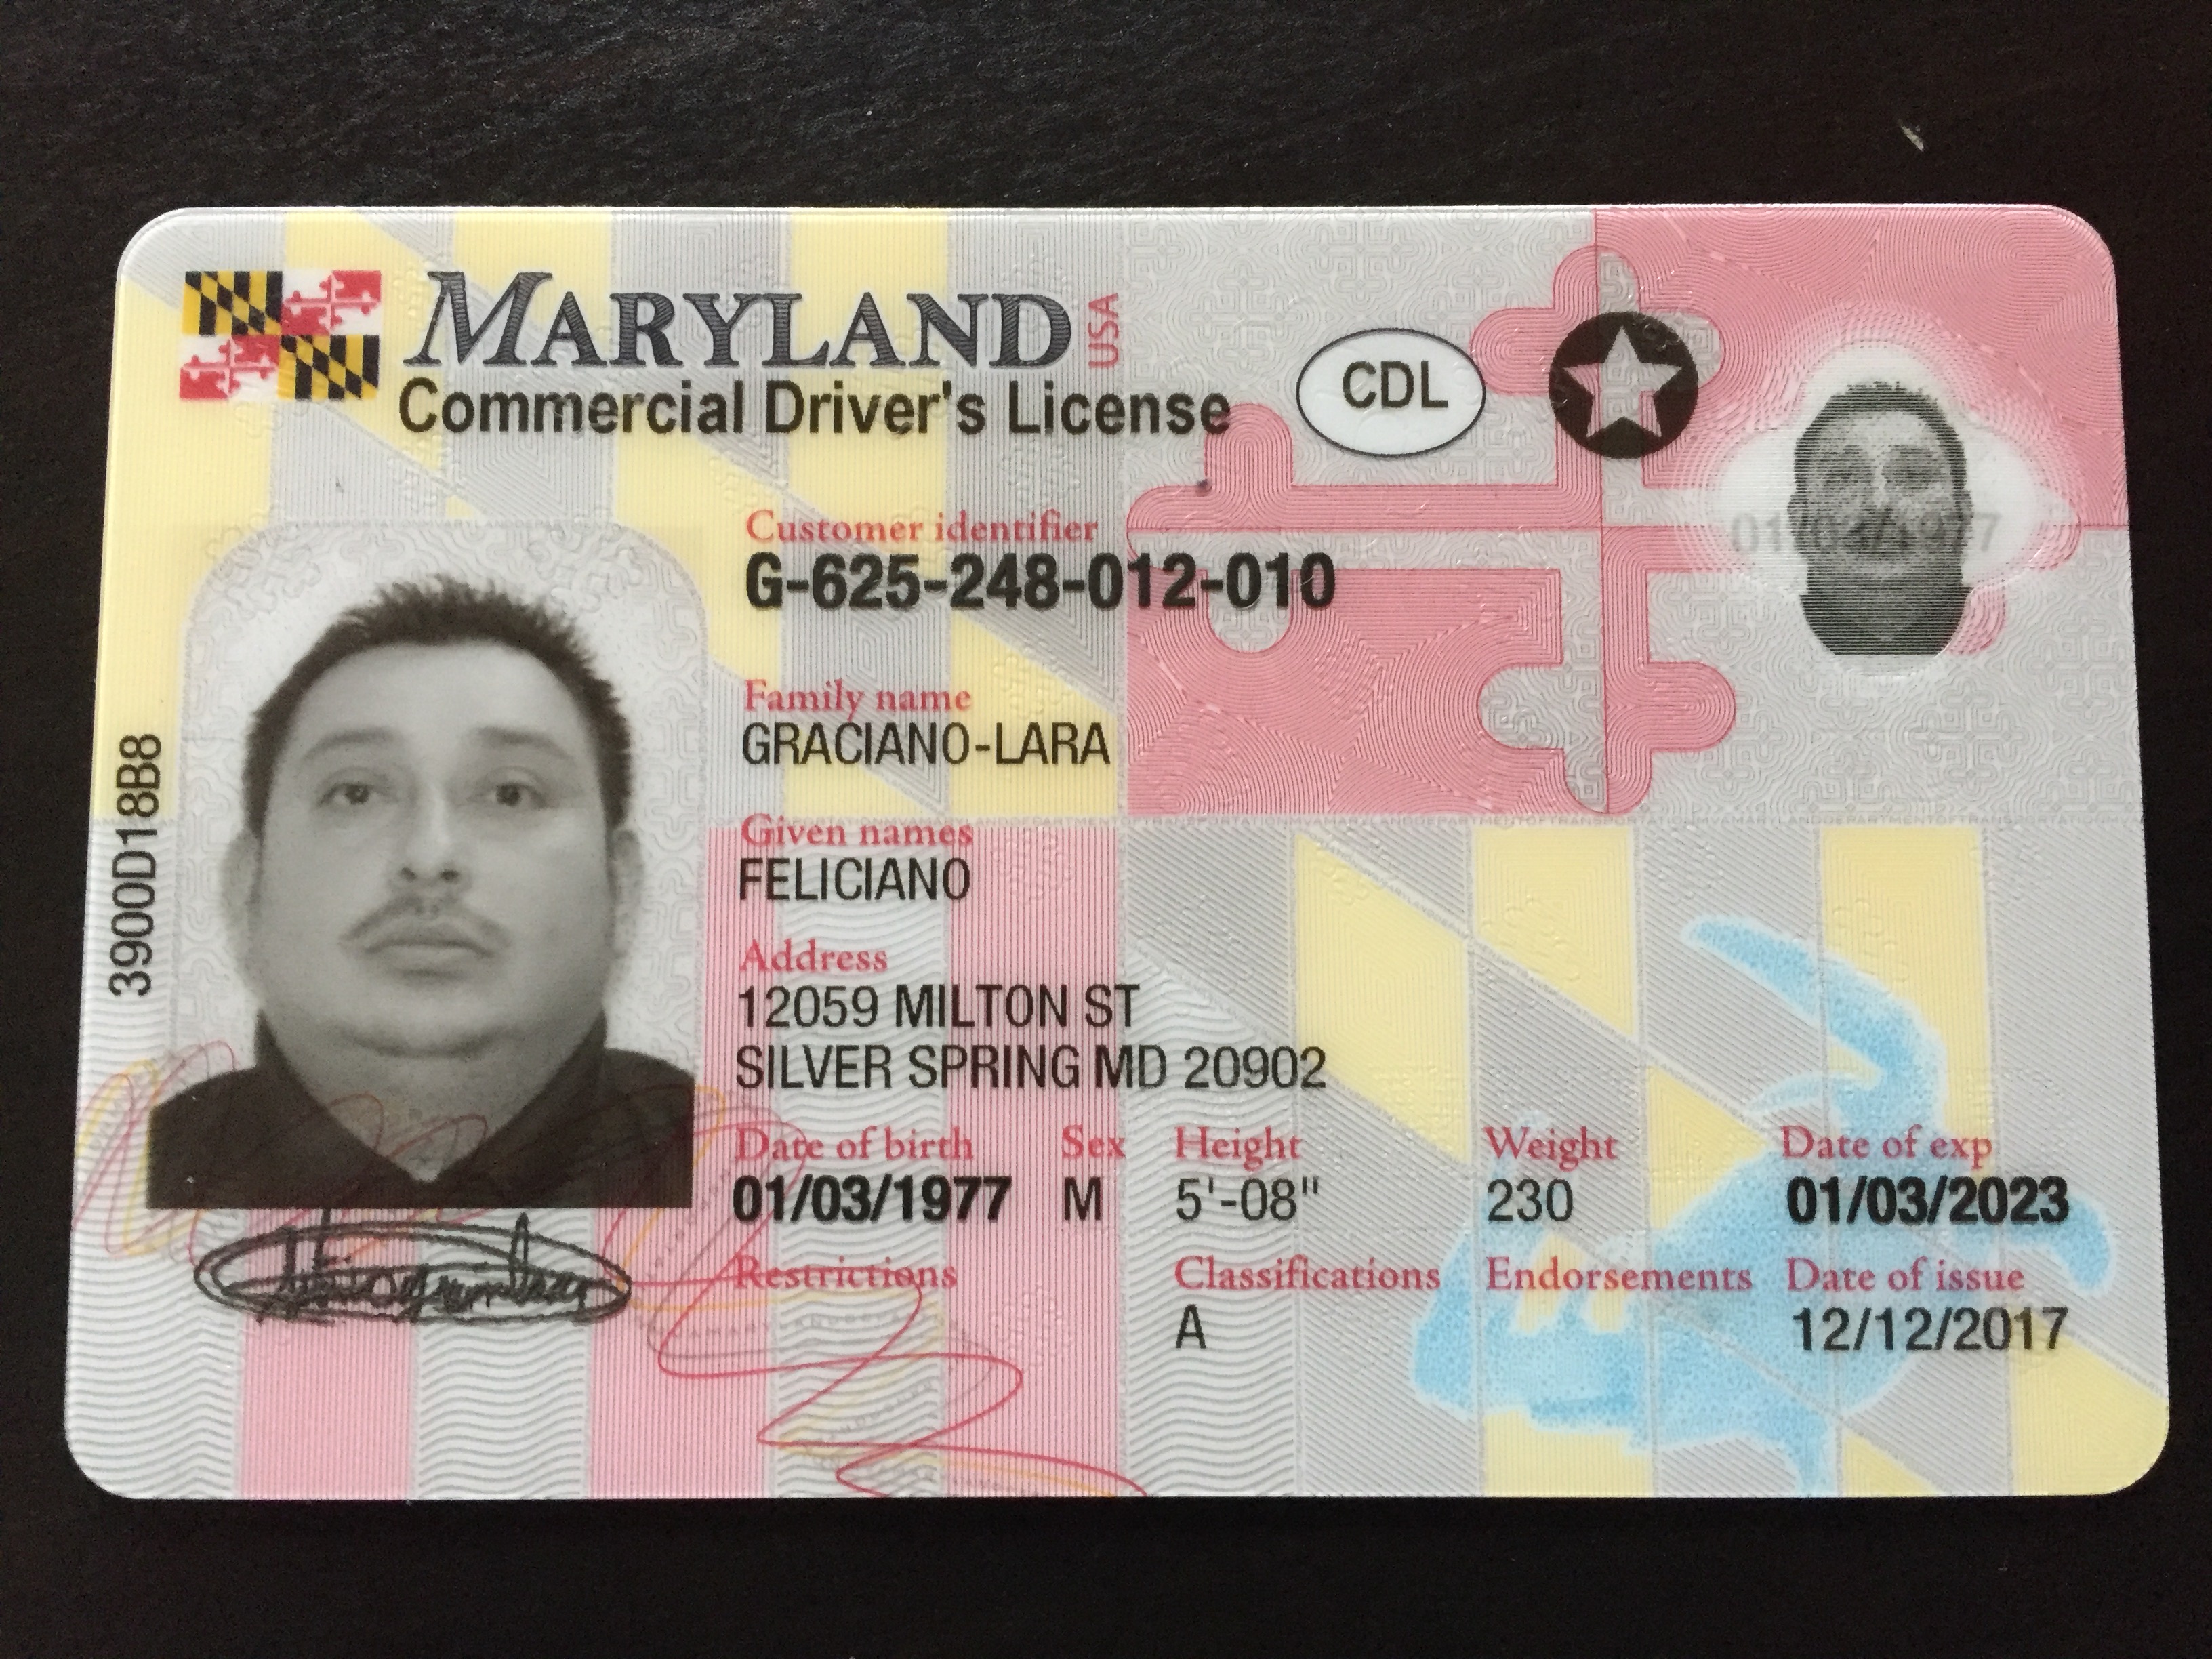 MARYLAND USA
Commercial Driver's License
CDL
3900D18B8
Customer identifier
G-625-248-012-010
Family name
GRACIANO-LARA
Given names
FELICIANO
Address
12059 MILTON ST
SILVER SPRING MD 20902
Date of birth Sex Height Weight Date of exp
01/03/1977 M 5'-08" 230 01/03/2023
Restrictions Classifications Endorsements Date of issue
A 12/12/2017